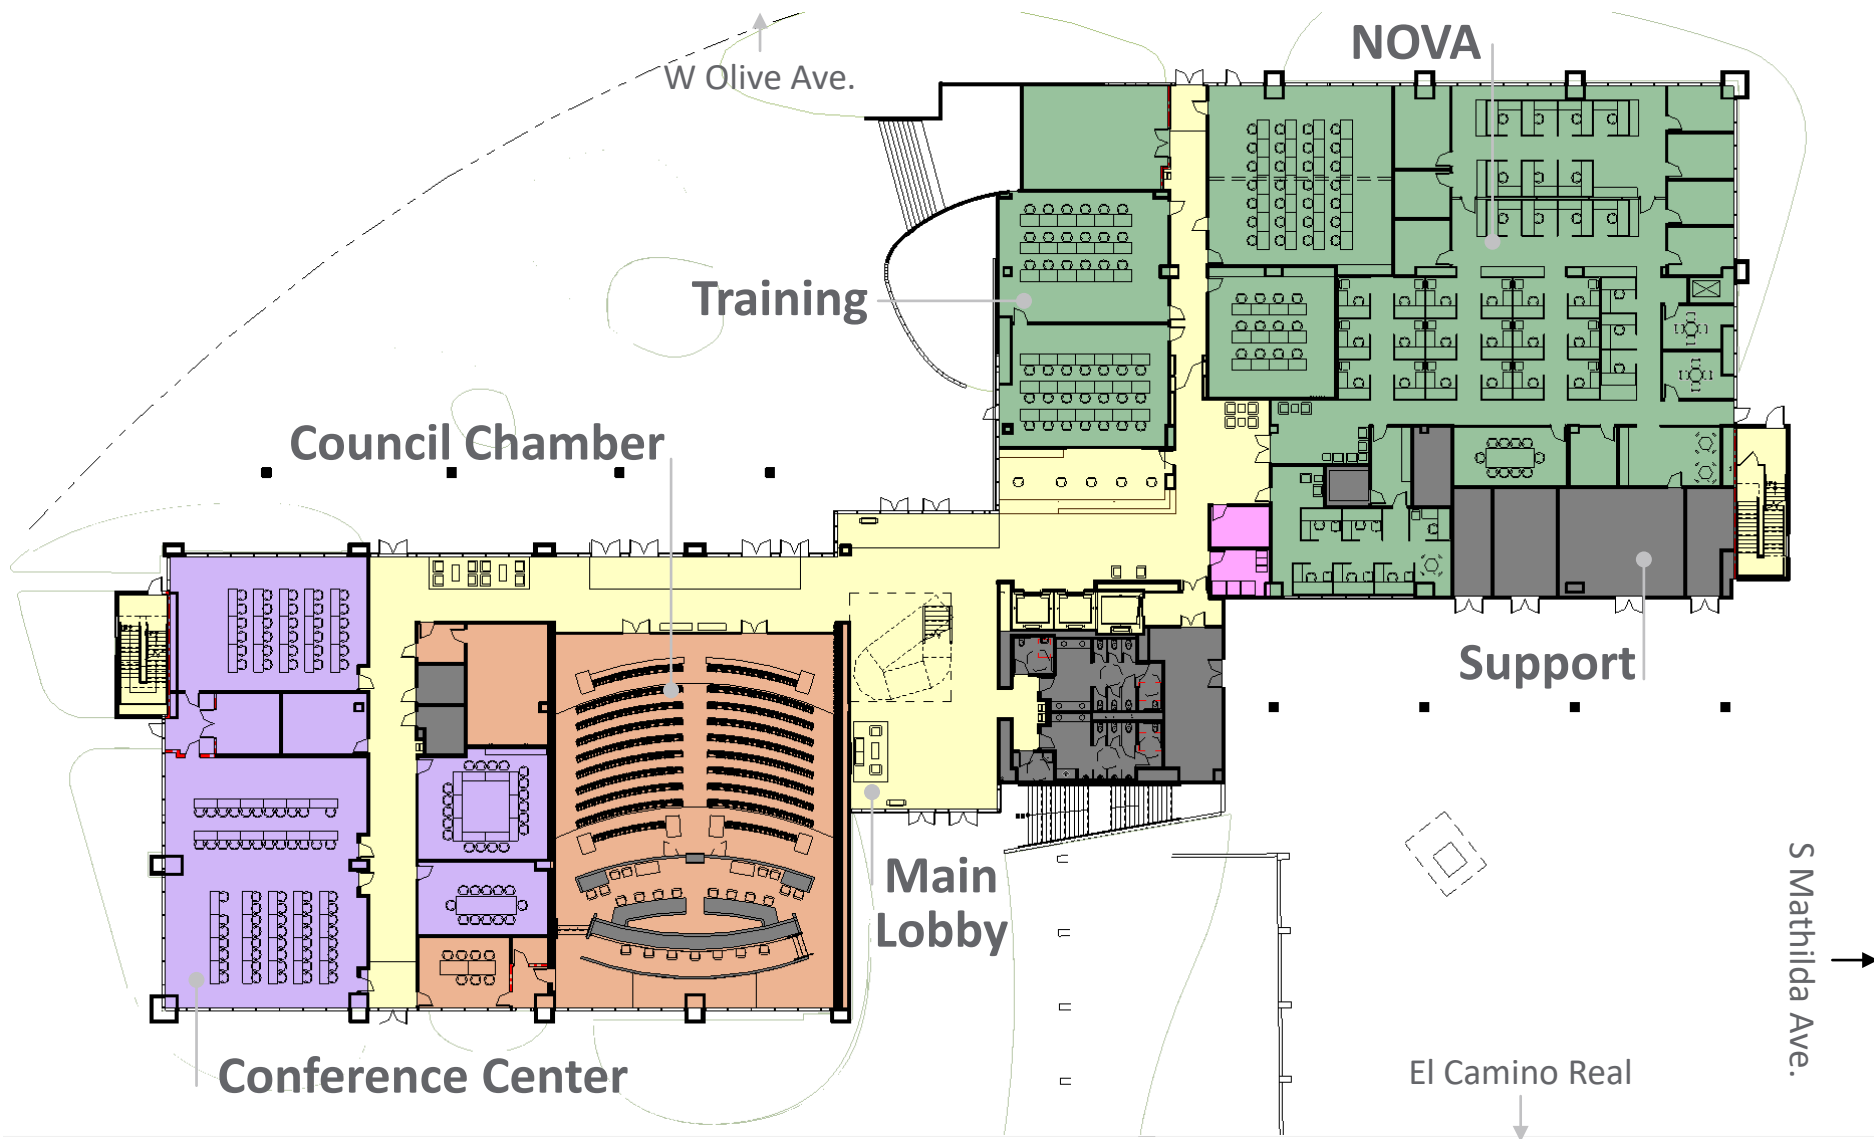 NOVA
W Olive Ave.
Training
Council Chamber
Support
Main
Lobby
S Mathilda Ave.
Conference Center
El Camino Real